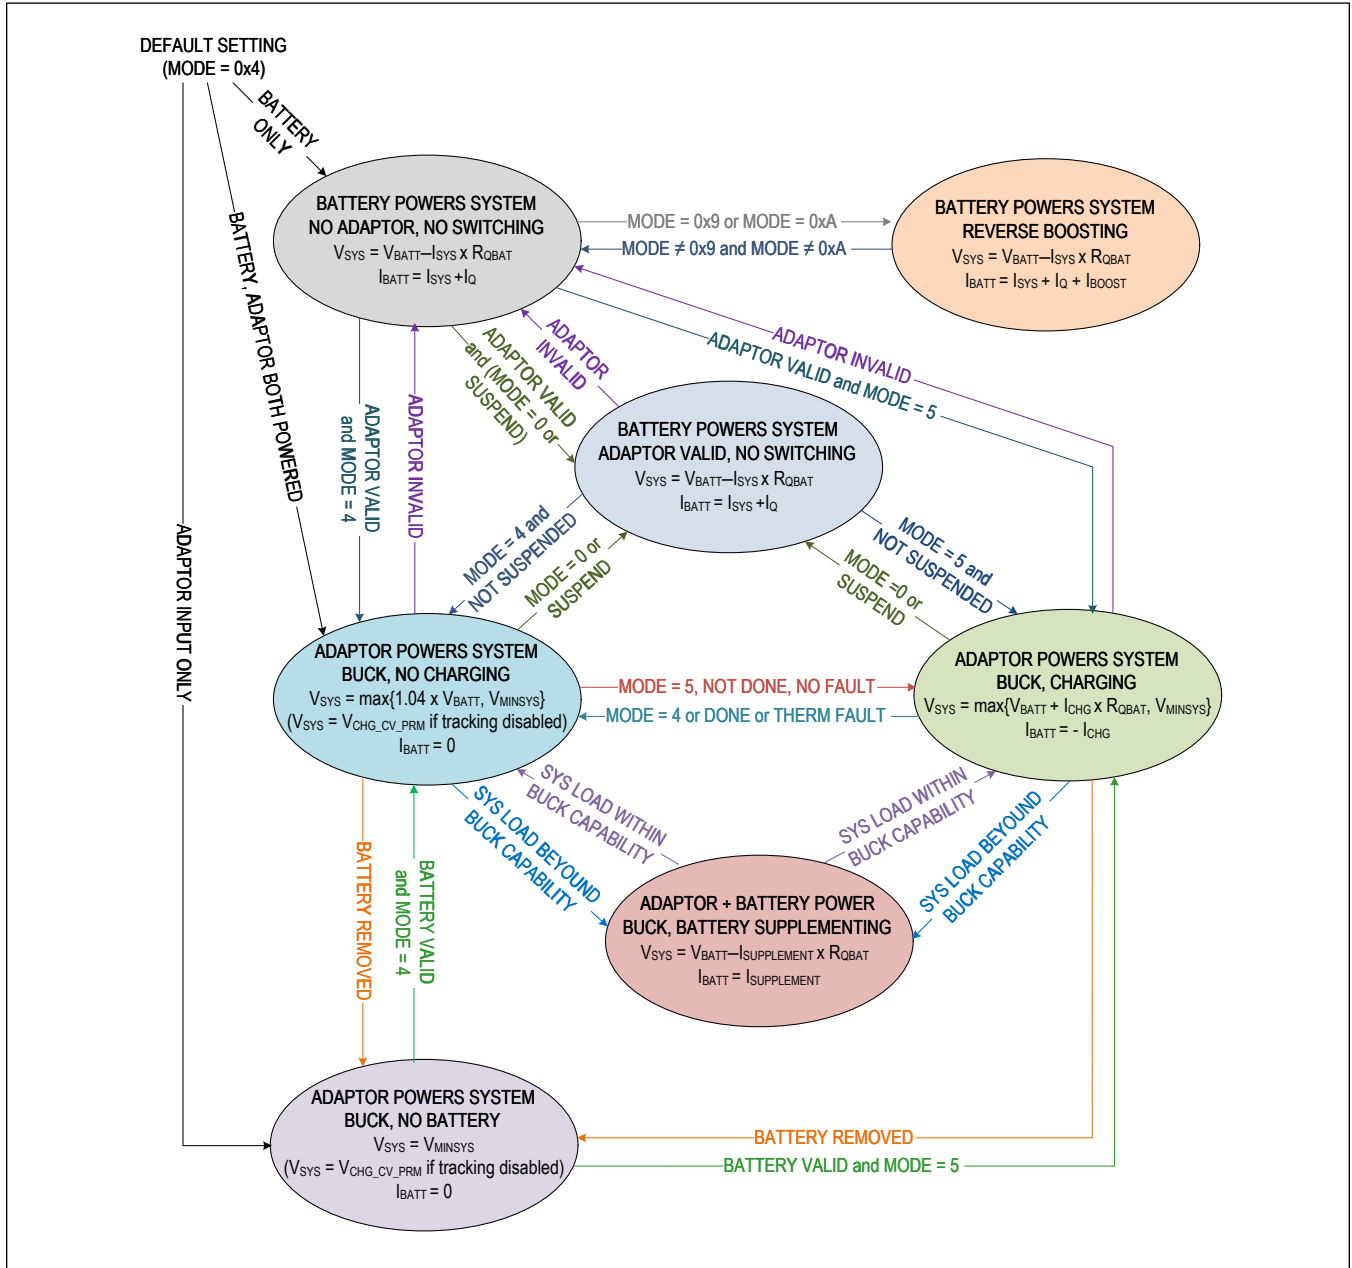 DEFAULT SETTING
(MODE = 0x4)
BATTERY
ONLY
BATTERY, ADAPTOR BOTH POWERED
ADAPTOR INPUT ONLY
BATTERY POWERS SYSTEM
NO ADAPTOR, NO SWITCHING
VSYS = VBATT–ISYS x RQBAT
IBATT = ISYS +IQ
MODE = 0x9 or MODE = 0xA
MODE ≠ 0x9 and MODE ≠ 0xA
BATTERY POWERS SYSTEM
REVERSE BOOSTING
VSYS = VBATT–ISYS x RQBAT
IBATT = ISYS + IQ + IBOOST
ADAPTOR VALID
and MODE = 4
ADAPTOR INVALID
ADAPTOR VALID
and (MODE = 0 or
SUSPEND)
ADAPTOR
INVALID
ADAPTOR INVALID
ADAPTOR VALID and MODE = 5
BATTERY POWERS SYSTEM
ADAPTOR VALID, NO SWITCHING
VSYS = VBATT–ISYS x RQBAT
IBATT = ISYS +IQ
MODE = 4 and
NOT SUSPENDED
MODE = 0 or
SUSPEND
MODE = 5 and
NOT SUSPENDED
MODE =0 or
SUSPEND
ADAPTOR POWERS SYSTEM
BUCK, NO CHARGING
VSYS = max{1.04 x VBATT, VMINSYS}
(VSYS = VCHG_CV_PRM if tracking disabled)
IBATT = 0
MODE = 5, NOT DONE, NO FAULT
MODE = 4 or DONE or THERM FAULT
ADAPTOR POWERS SYSTEM
BUCK, CHARGING
VSYS = max{VBATT + ICHG x RQBAT, VMINSYS}
IBATT = - ICHG
SYS LOAD WITHIN
BUCK CAPABILITY
SYS LOAD BEYOUND
BUCK CAPABILITY
SYS LOAD WITHIN
BUCK CAPABILITY
SYS LOAD BEYOUND
BUCK CAPABILITY
BATTERY REMOVED
BATTERY VALID
and MODE = 4
ADAPTOR + BATTERY POWER
BUCK, BATTERY SUPPLEMENTING
VSYS = VBATT–ISUPPLEMENT x RQBAT
IBATT = ISUPPLEMENT
ADAPTOR POWERS SYSTEM
BUCK, NO BATTERY
VSYS = VMINSYS
(VSYS = VCHG_CV_PRM if tracking disabled)
IBATT = 0
BATTERY REMOVED
BATTERY VALID and MODE = 5